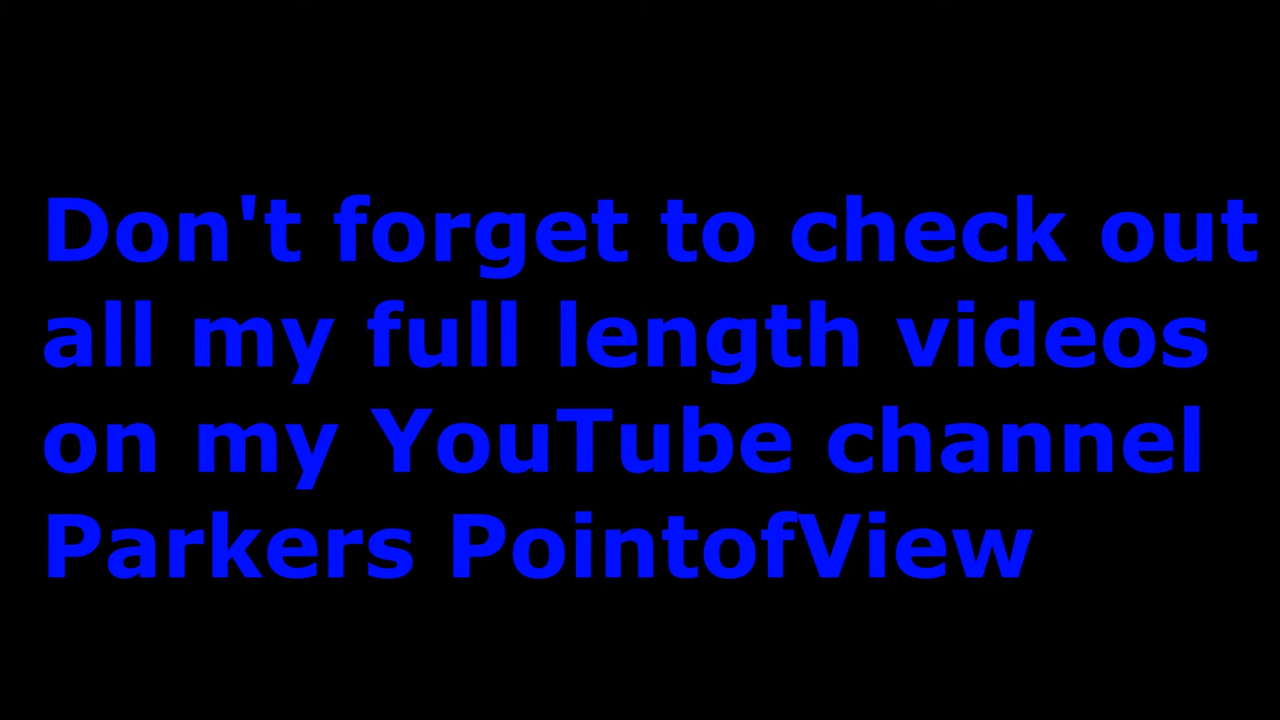 Don't forget to check out
all my full length videos
on my YouTube channel
Parkers PointofView